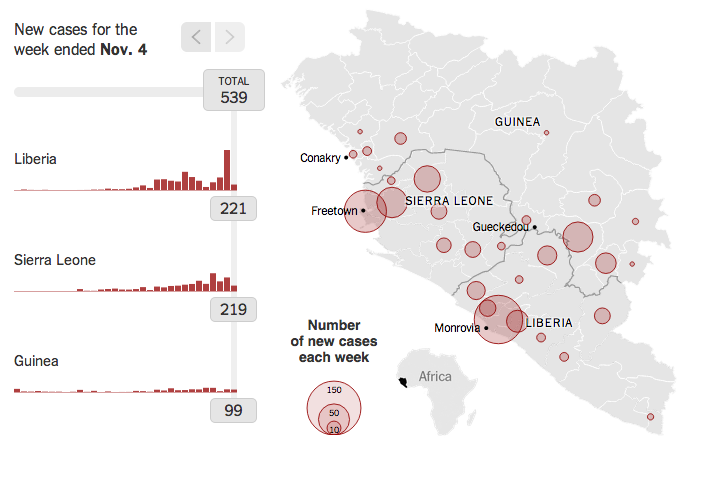 New cases for the
week ended Nov. 4
TOTAL
539
Liberia
221
Sierra Leone
219
Guinea
99
GUINEA
Conakry
SIERRA LEONE
Freetown
Gueckedou
Monrovia
LIBERIA
Number
of new cases
each week
150
50
10
Africa